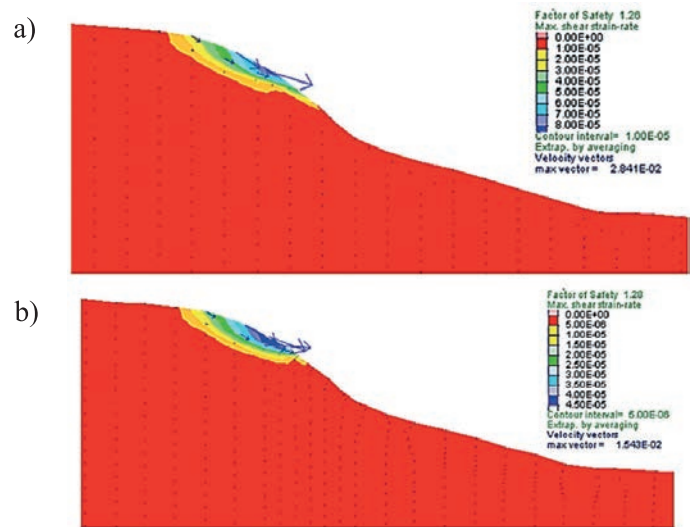 a)
Factor of Safety 1.26
Max. shear strain-rate
0.00E+00
1.00E-05
2.00E-05
3.00E-05
4.00E-05
5.00E-05
6.00E-05
7.00E-05
8.00E-05
Contour interval= 1.00E-05
Extrap. by averaging
Velocity vectors
max vector = 2.841E-02
b)
Factor of Safety 1.28
Max. shear strain-rate
0.00E+00
5.00E-06
1.00E-05
1.50E-05
2.00E-05
2.50E-05
3.00E-05
3.50E-05
4.00E-05
4.50E-05
Contour interval= 5.00E-06
Extrap. by averaging
Velocity vectors
max vector = 1.543E-02